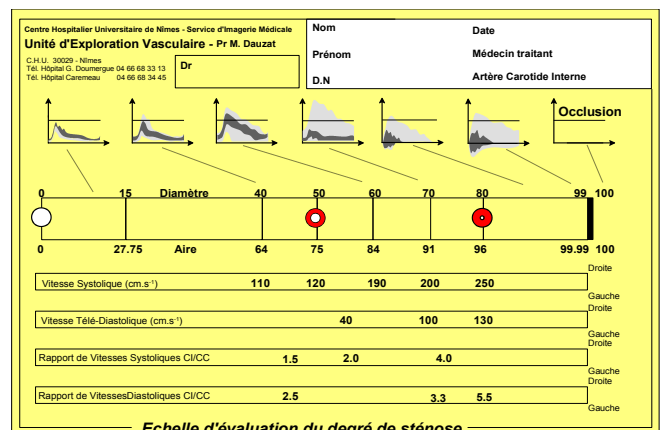 Centre Hospitalier Universitaire de Nîmes - Service d'Imagerie Médicale
Unité d'Exploration Vasculaire - Pr M. Dauzat
C.H.U. 30029 - Nîmes
Tél. Hôpital G. Doumergue 04 66 68 33 13
Tél. Hôpital Caremeau 04 66 68 34 45
Dr
Nom Date
Prénom Médecin traitant
D.N Artère Carotide Interne
Occlusion
0 15 Diamètre 40 50 60 70 80 99 100
0 27.75 Aire 64 75 84 91 96 99.99 100
Droite
Vitesse Systolique (cm.s-1) 110 120 190 200 250
Gauche
Droite
Vitesse Télé-Diastolique (cm.s-1) 40 100 130
Gauche
Droite
Rapport de Vitesses Systoliques CI/CC 1.5 2.0 4.0
Gauche
Droite
Rapport de VitessesDiastoliques CI/CC 2.5 3.3 5.5
Gauche
Echelle d'évaluation du degré de sténose